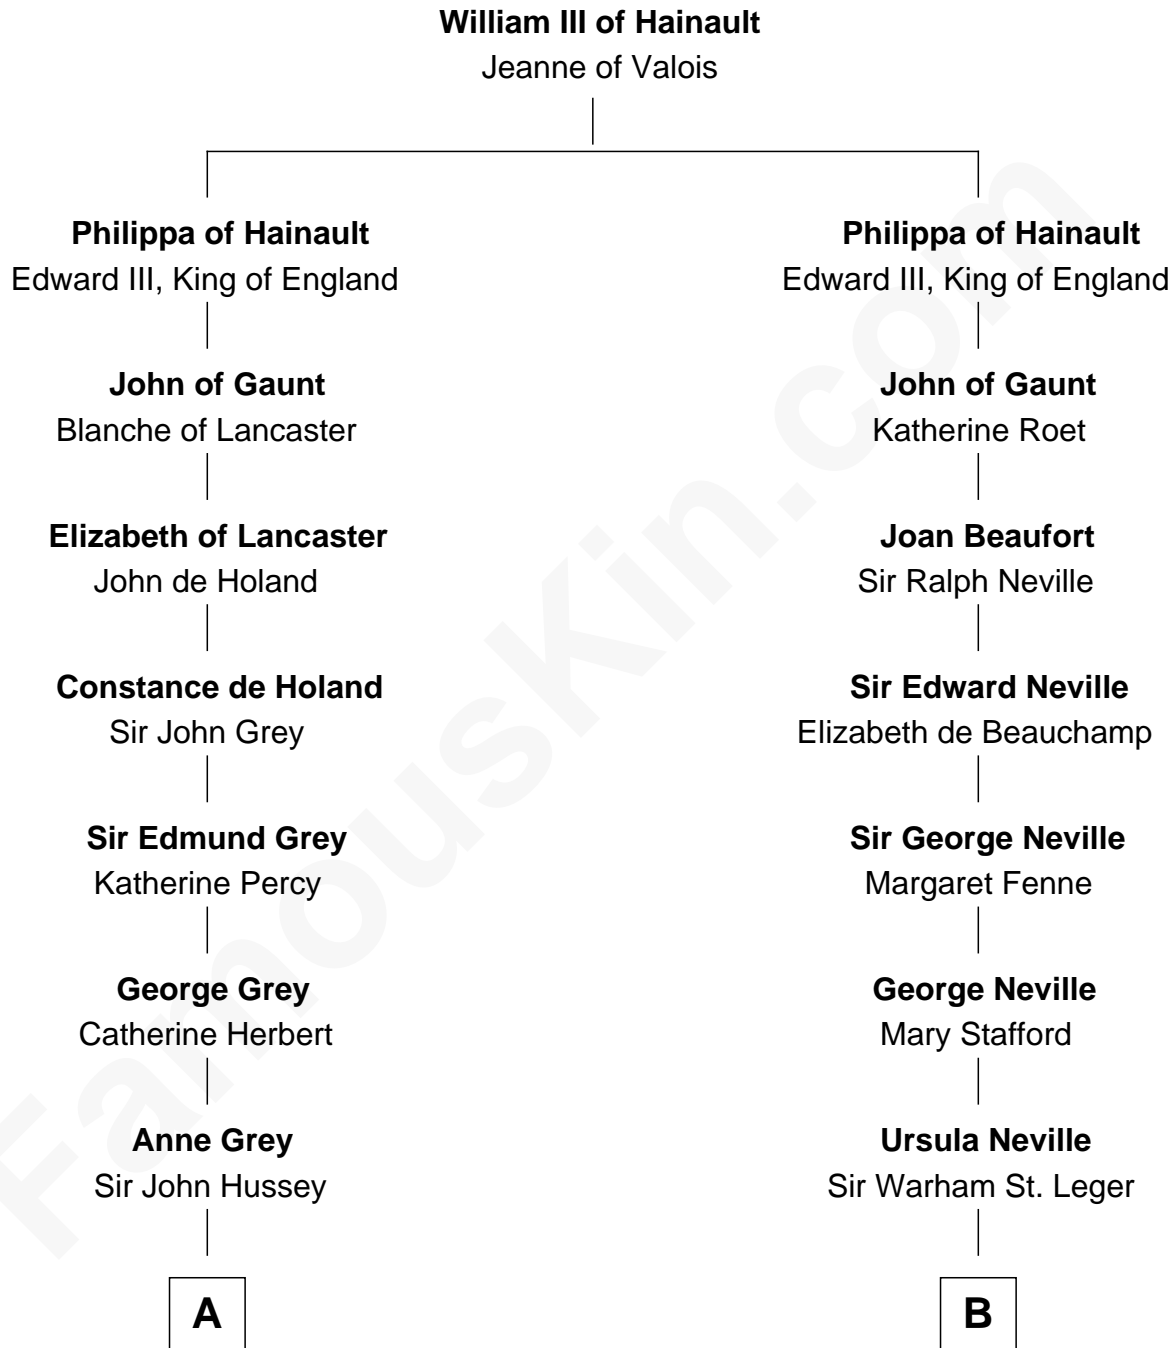 William III of Hainault
Jeanne of Valois
Philippa of Hainault
Edward III, King of England
John of Gaunt
Blanche of Lancaster
Elizabeth of Lancaster
John de Holand
Constance de Holand
Sir John Grey
Sir Edmund Grey
Katherine Percy
George Grey
Catherine Herbert
Anne Grey
Sir John Hussey
A
Philippa of Hainault
Edward III, King of England
John of Gaunt
Katherine Roet
Joan Beaufort
Sir Ralph Neville
Sir Edward Neville
Elizabeth de Beauchamp
Sir George Neville
Margaret Fenne
George Neville
Mary Stafford
Ursula Neville
Sir Warham St. Leger
B
FamousKin.com